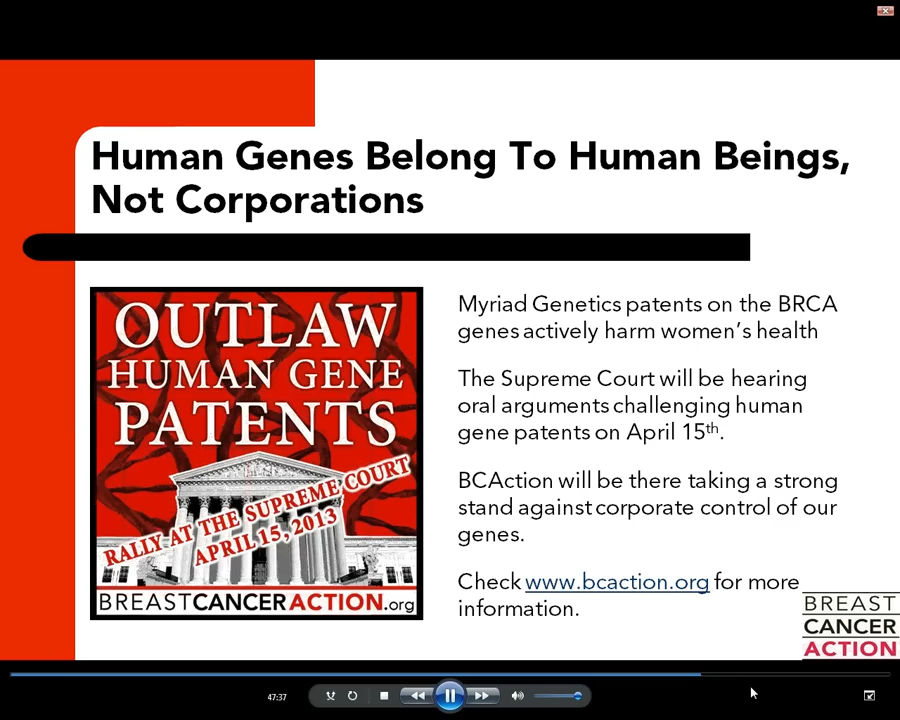 Human Genes Belong To Human Beings,
Not Corporations
OUTLAW
HUMAN GENE
PATENTS
RALLY AT THE SUPREME COURT
APRIL 15, 2013
BREASTCANCERACTION.org
Myriad Genetics patents on the BRCA
genes actively harm women’s health
The Supreme Court will be hearing
oral arguments challenging human
gene patents on April 15th.
BCAction will be there taking a strong
stand against corporate control of our
genes.
Check www.bcaction.org for more
information.
BREAST
CANCER
ACTION
47:37